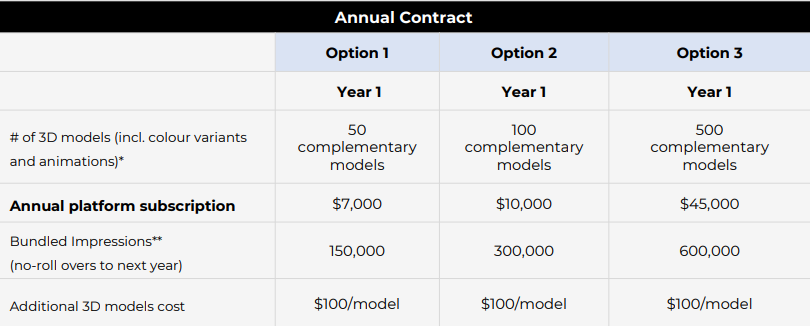 Annual Contract
Option 1 Option 2 Option 3
Year 1 Year 1 Year 1
# of 3D models (incl. colour variants
and animations)*
50
complementary
models
100
complementary
models
500
complementary
models
Annual platform subscription $7,000 $10,000 $45,000
Bundled Impressions**
(no-roll overs to next year)
150,000 300,000 600,000
Additional 3D models cost $100/model $100/model $100/model